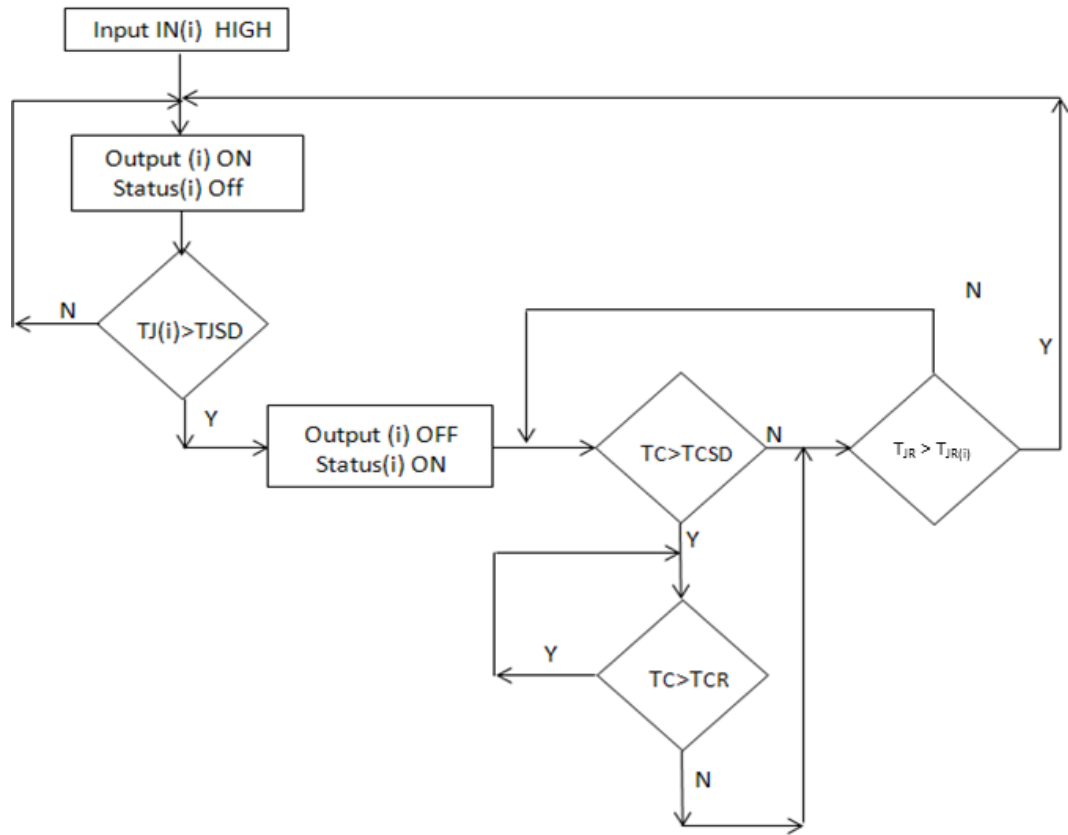 Input IN(i) HIGH
Output (i) ON
Status(i) Off
N
TJ(i)>TJSD
Y
Output (i) OFF
Status(i) ON
TC>TCSD
N
N
Y
TJR > TJR(i)
Y
Y
TC>TCR
N